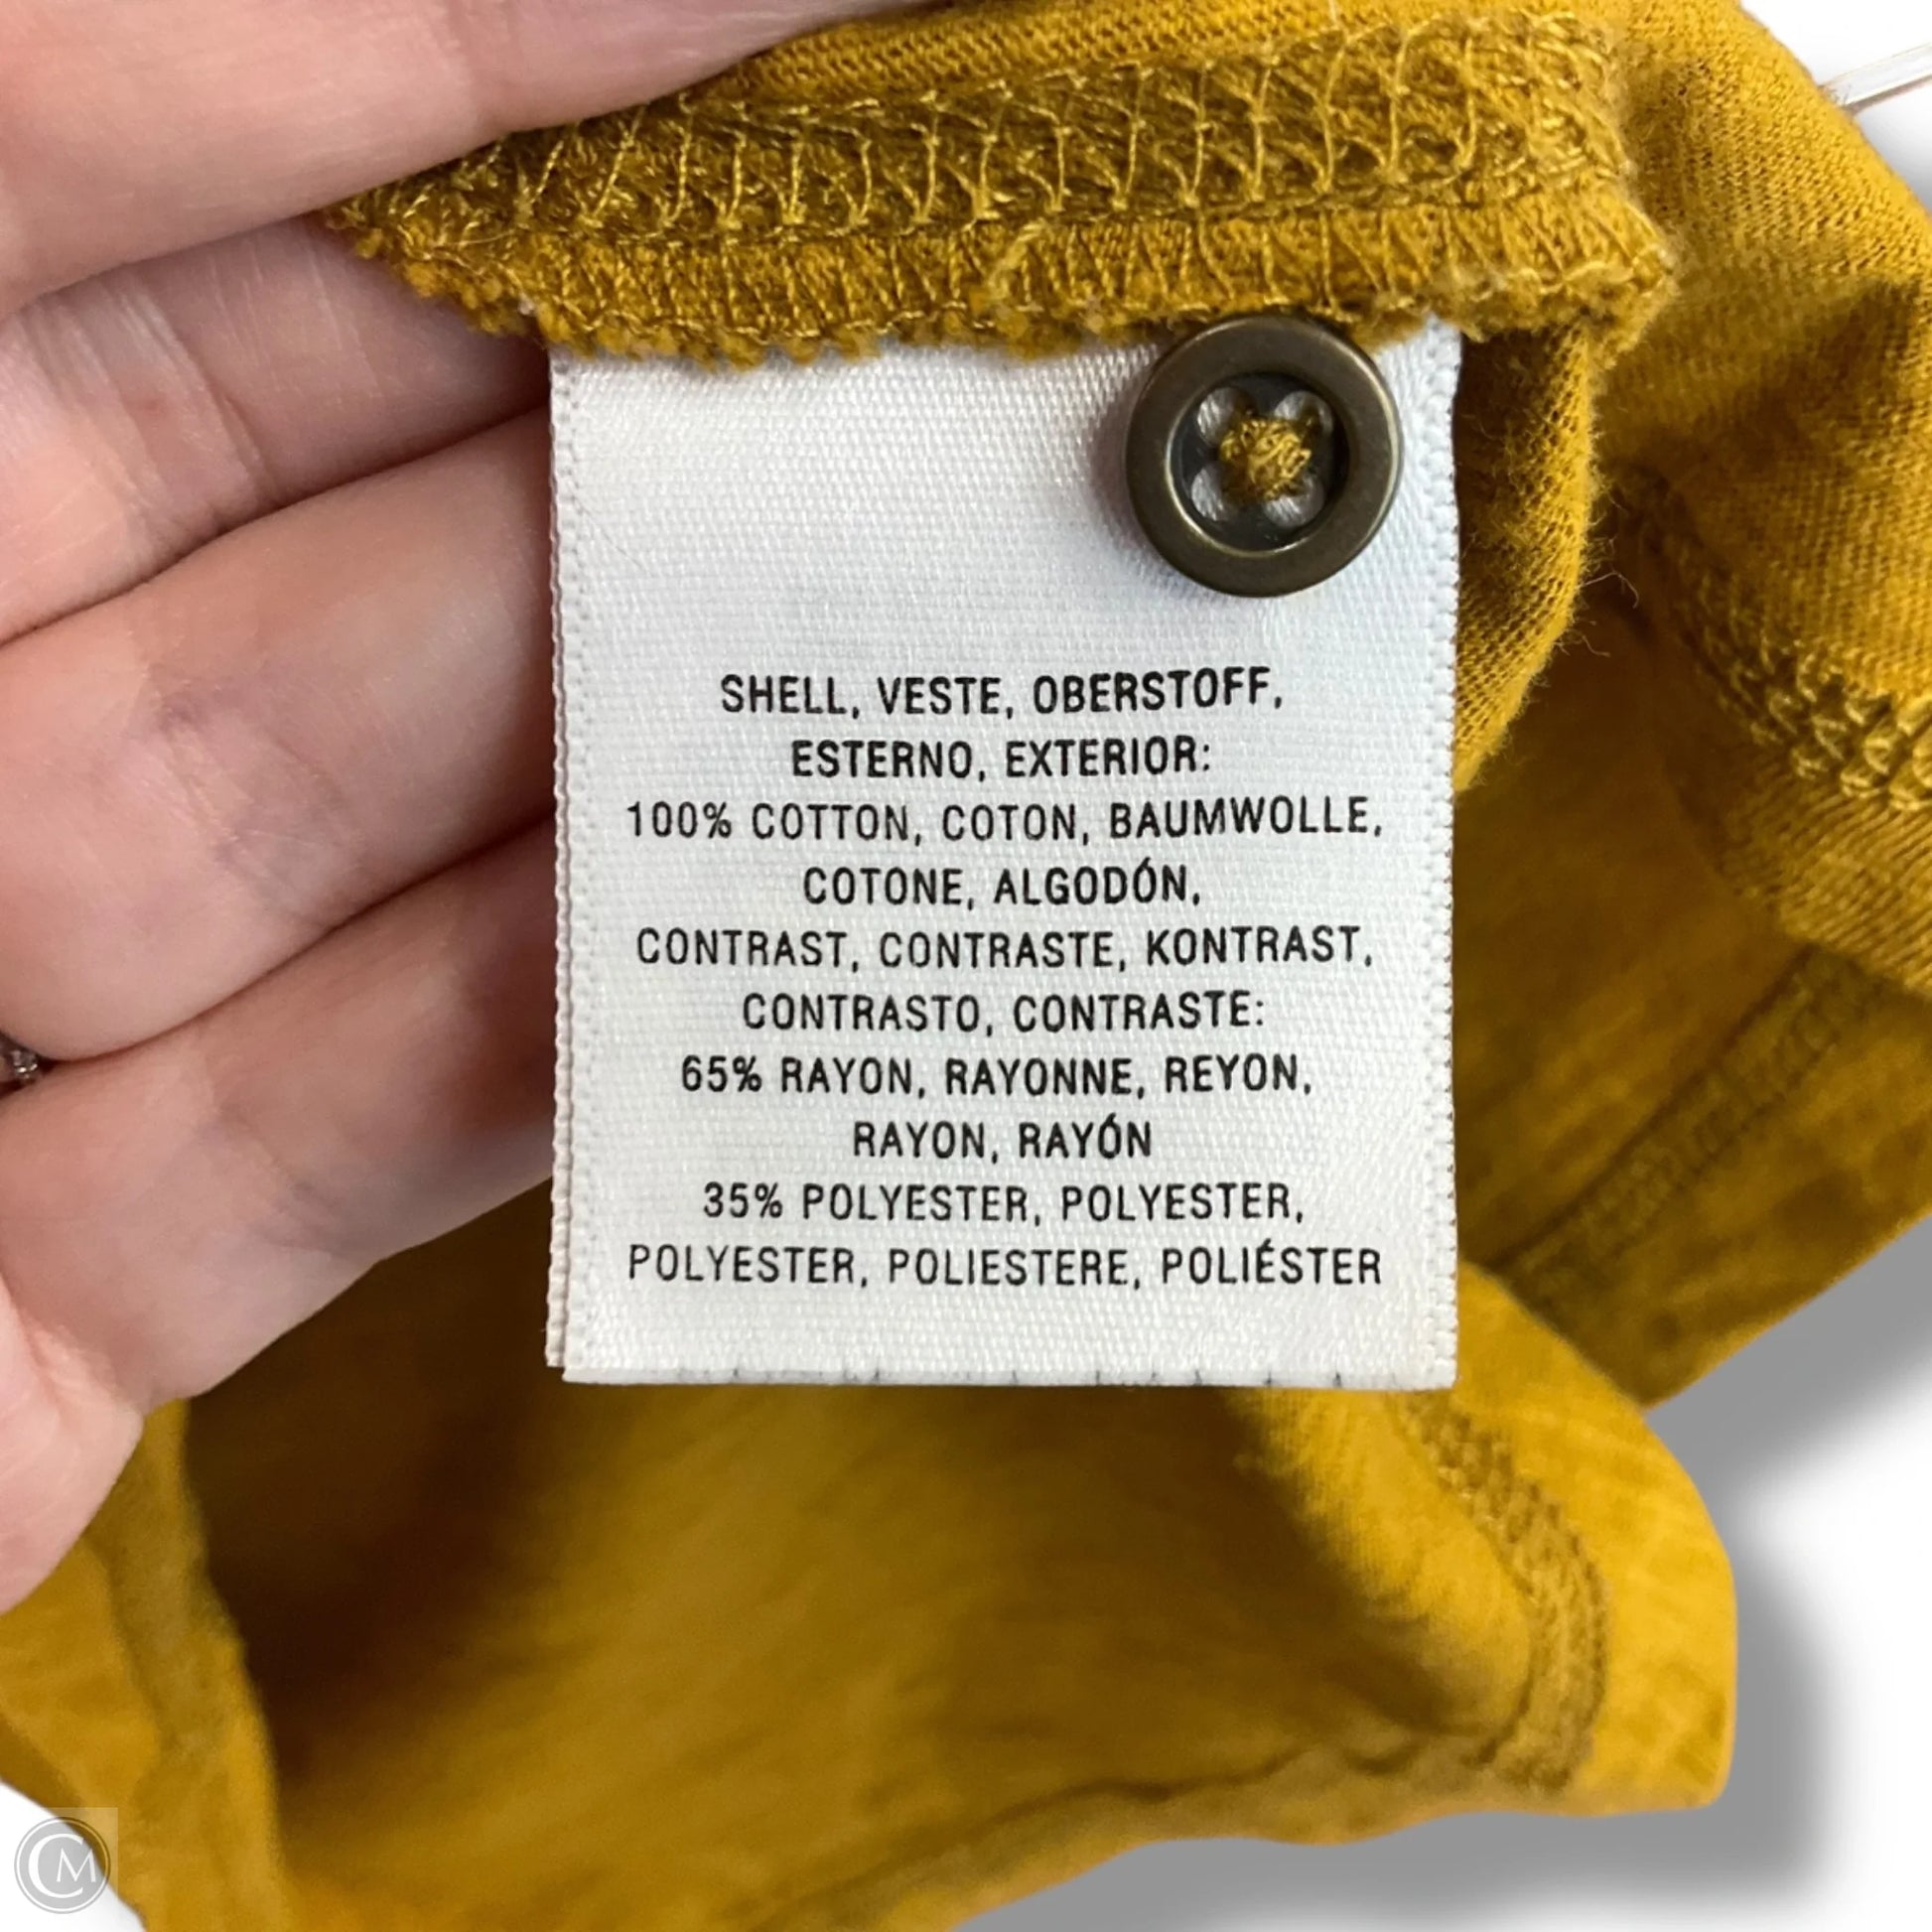 SHELL, VESTE, OBERSTOFF,
ESTERNO, EXTERIOR:
100% COTTON, COTON, BAUMWOLLE,
COTONE, ALGODÓN,
CONTRAST, CONTRASTE, KONTRAST,
CONTRASTO, CONTRASTE:
65% RAYON, RAYONNE, REYON,
RAYON, RAYÓN
35% POLYESTER, POLYESTER,
POLYESTER, POLIESTERE, POLIÉSTER
CM